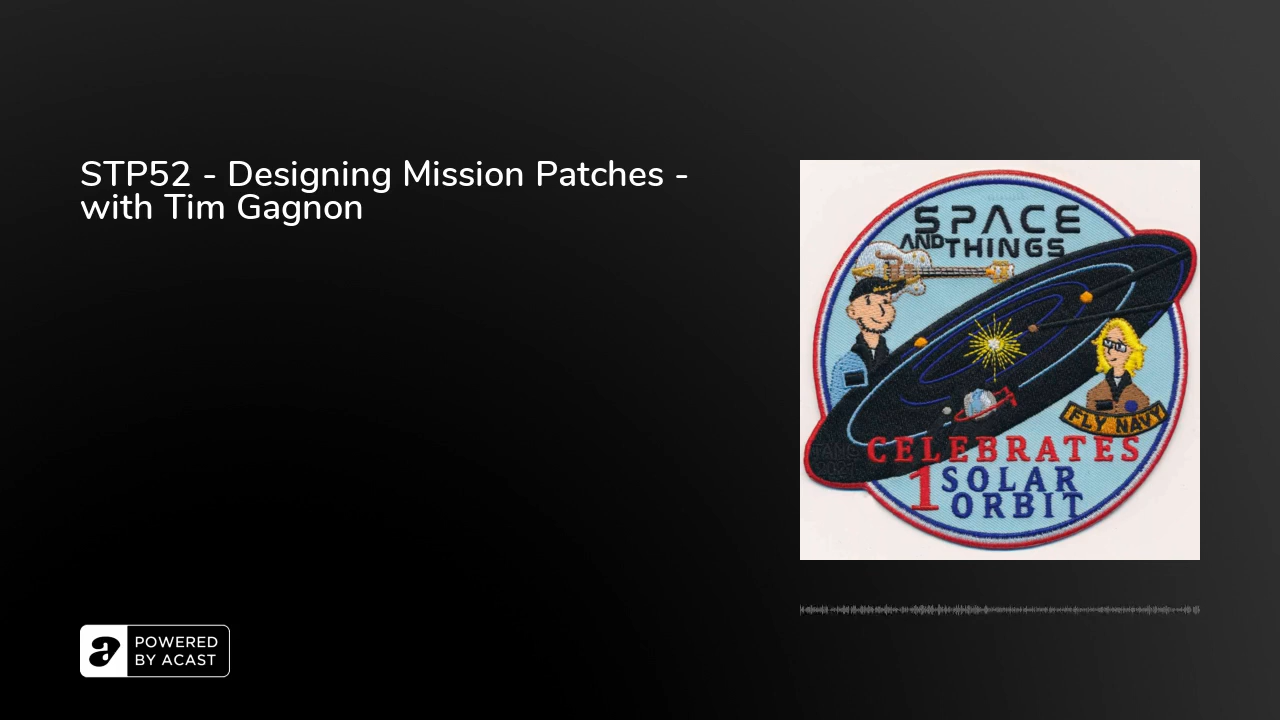 STP52 - Designing Mission Patches -
with Tim Gagnon
SPACE
AND THINGS
FLY NAVY
CELEBRATES
1 SOLAR
ORBIT
POWERED
BY ACAST